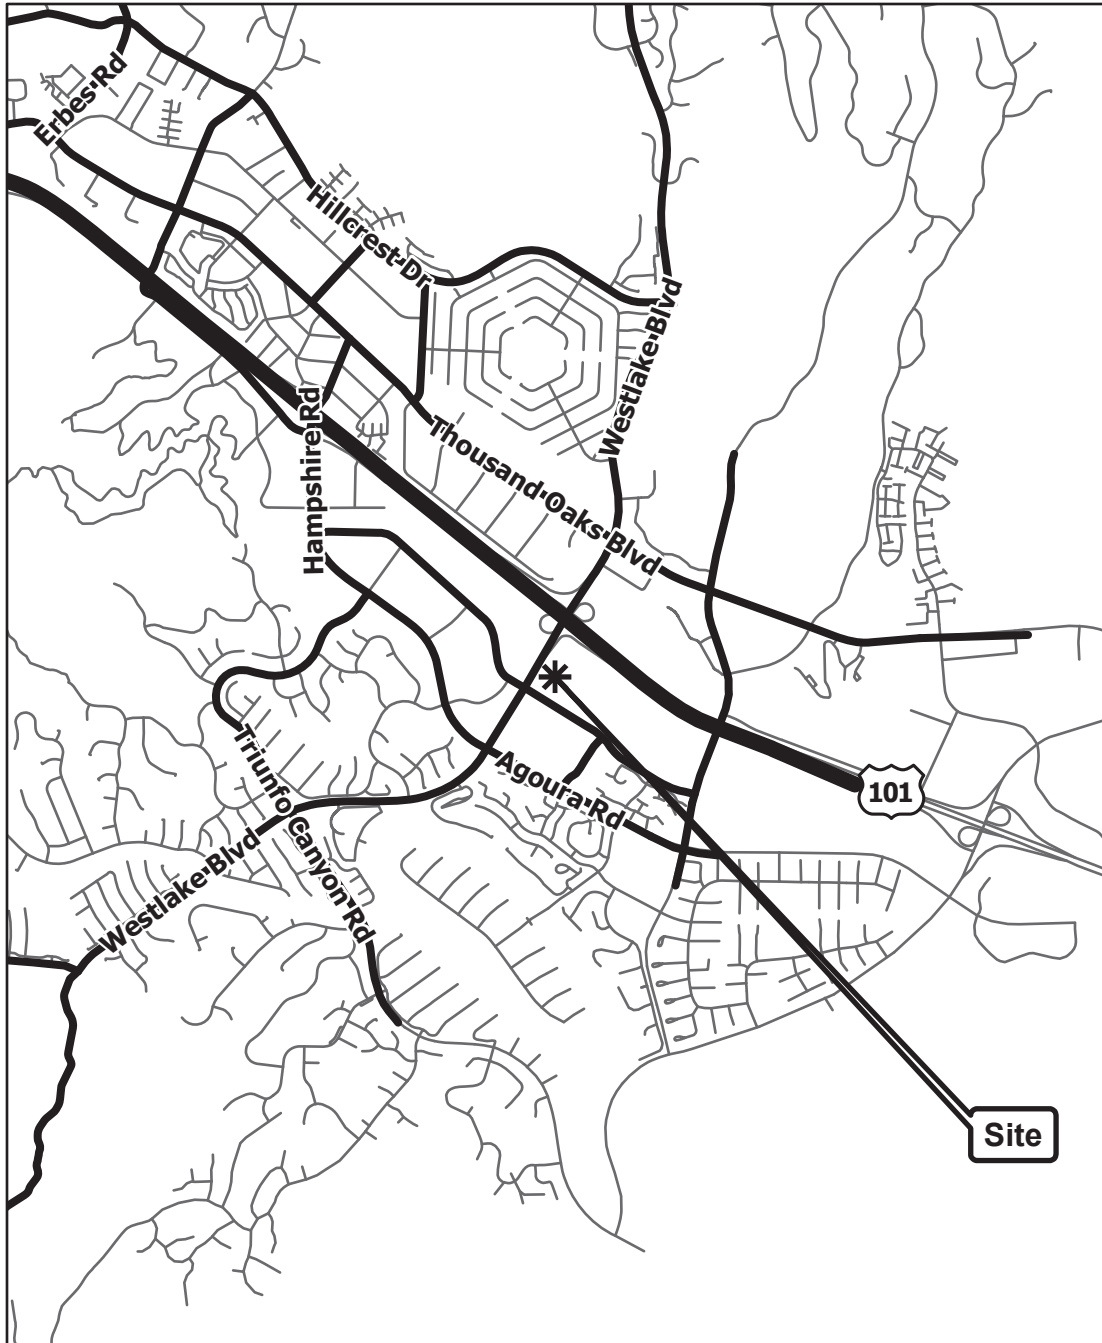 Erbes Rd
Hillcrest Dr
Westlake Blvd
Hampshire Rd
Thousand Oaks Blvd
Triunfo Canyon Rd
Agoura Rd
101
Westlake Blvd
Site